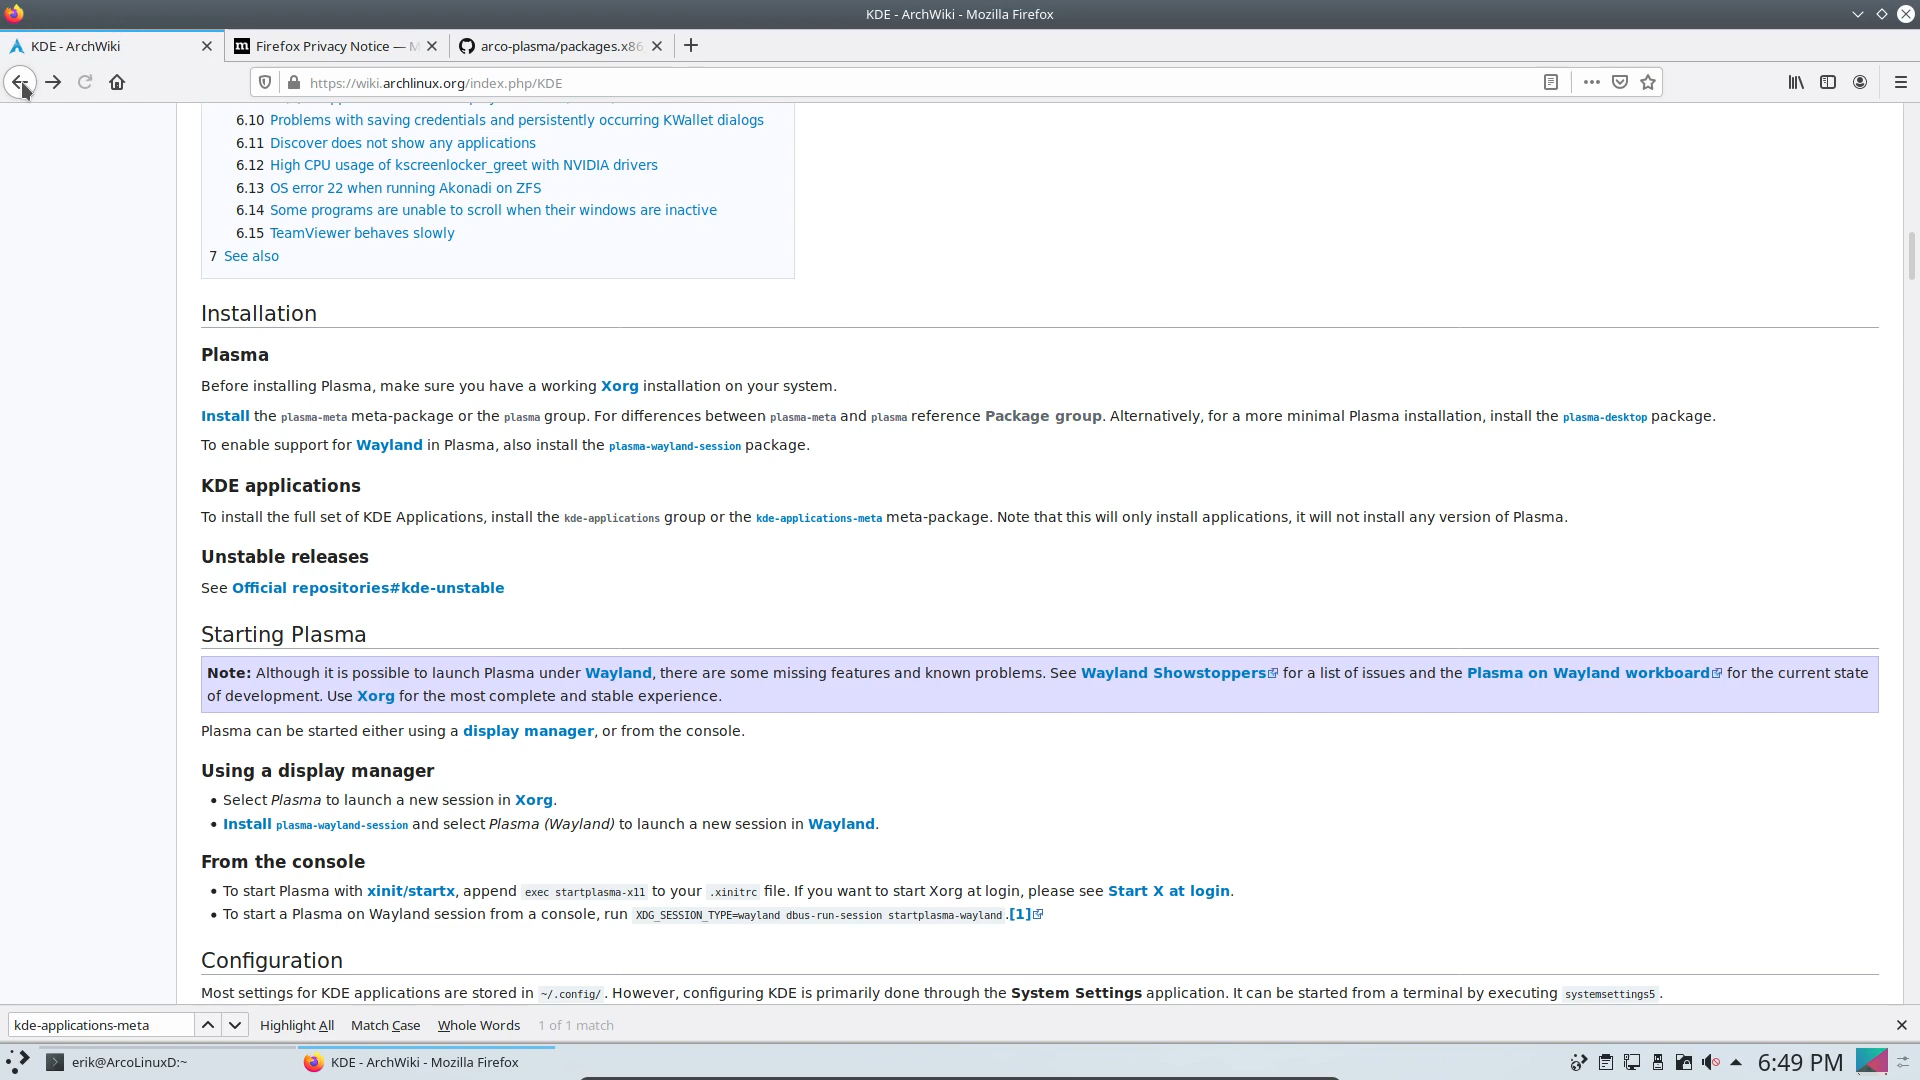 KDE - ArchWiki - Mozilla Firefox
KDE - ArchWiki
Firefox Privacy Notice — M
arco-plasma/packages.x86
https://wiki.archlinux.org/index.php/KDE
6.10 Problems with saving credentials and persistently occurring KWallet dialogs
6.11 Discover does not show any applications
6.12 High CPU usage of kscreenlocker_greet with NVIDIA drivers
6.13 OS error 22 when running Akonadi on ZFS
6.14 Some programs are unable to scroll when their windows are inactive
6.15 TeamViewer behaves slowly
7 See also
Installation
Plasma
Before installing Plasma, make sure you have a working Xorg installation on your system.
Install the plasma-meta meta-package or the plasma group. For differences between plasma-meta and plasma reference Package group. Alternatively, for a more minimal Plasma installation, install the plasma-desktop package.
To enable support for Wayland in Plasma, also install the plasma-wayland-session package.
KDE applications
To install the full set of KDE Applications, install the kde-applications group or the kde-applications-meta meta-package. Note that this will only install applications, it will not install any version of Plasma.
Unstable releases
See Official repositories#kde-unstable
Starting Plasma
Note: Although it is possible to launch Plasma under Wayland, there are some missing features and known problems. See Wayland Showstoppers for a list of issues and the Plasma on Wayland workboard for the current state
of development. Use Xorg for the most complete and stable experience.
Plasma can be started either using a display manager, or from the console.
Using a display manager
• Select Plasma to launch a new session in Xorg.
• Install plasma-wayland-session and select Plasma (Wayland) to launch a new session in Wayland.
From the console
• To start Plasma with xinit/startx, append exec startplasma-x11 to your .xinitrc file. If you want to start Xorg at login, please see Start X at login.
• To start a Plasma on Wayland session from a console, run XDG_SESSION_TYPE=wayland dbus-run-session startplasma-wayland.[1]
Configuration
Most settings for KDE applications are stored in ~/.config/. However, configuring KDE is primarily done through the System Settings application. It can be started from a terminal by executing systemsettings5.
kde-applications-meta
Highlight All
Match Case
Whole Words
1 of 1 match
erik@ArcoLinuxD:~
KDE - ArchWiki - Mozilla Firefox
6:49 PM